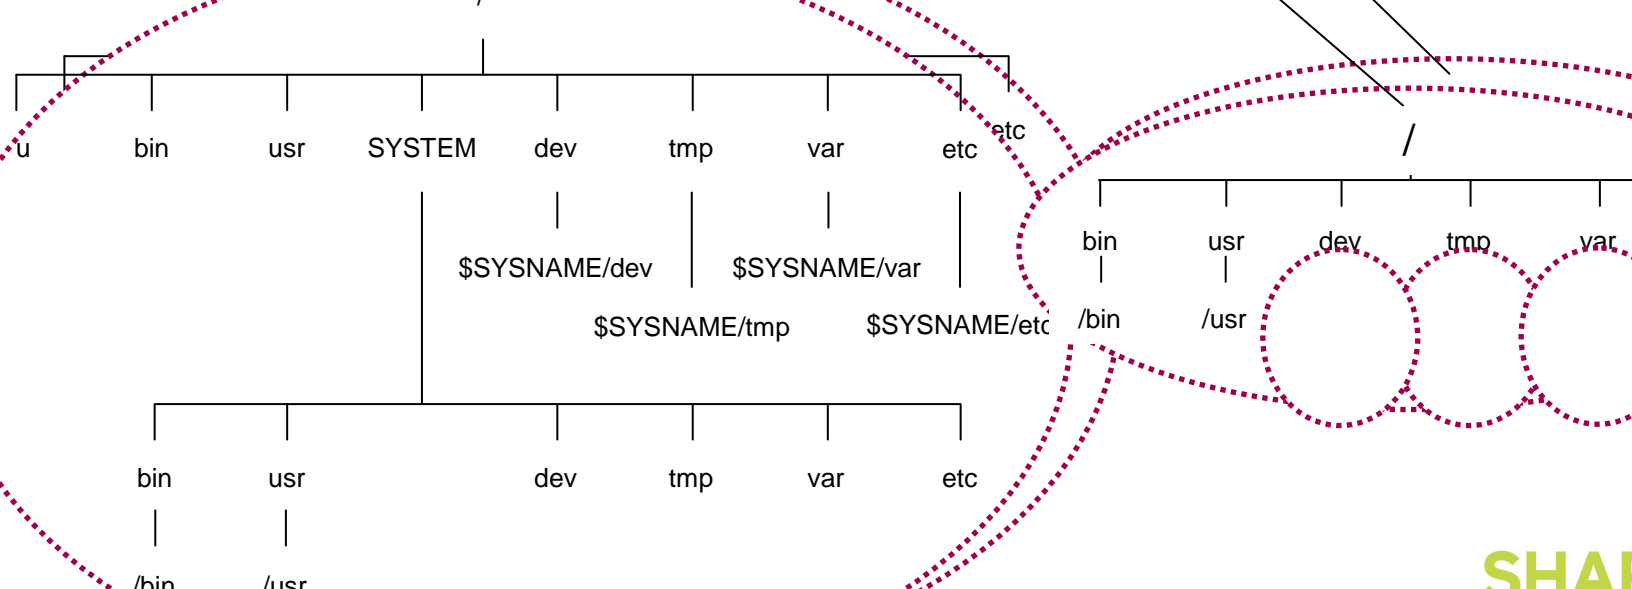 /
etc
u bin usr SYSTEM dev tmp var etc
/
bin usr dev tmp var
$SYSNAME/dev $SYSNAME/var
$SYSNAME/tmp $SYSNAME/etc /bin /usr
bin usr dev tmp var etc
/bin /usr
SHAR